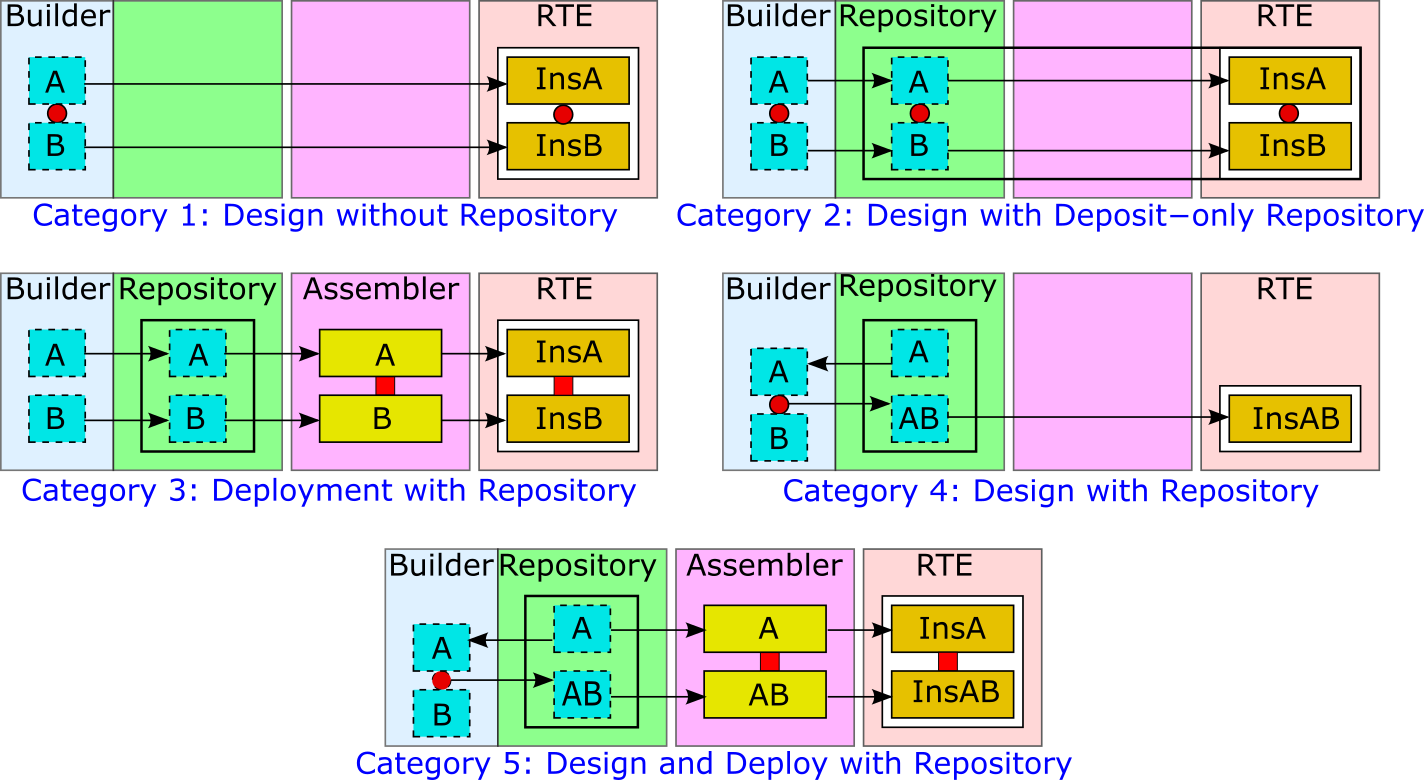 Builder RTE
A InsA
B InsB
Category 1: Design without Repository
Builder Repository RTE
A A InsA
B B InsB
Category 2: Design with Deposit−only Repository
Builder Repository Assembler RTE
A A A InsA
B B B InsB
Category 3: Deployment with Repository
Builder Repository RTE
A A
B AB InsAB
Category 4: Design with Repository
Builder Repository Assembler RTE
A A A InsA
B AB AB InsAB
Category 5: Design and Deploy with Repository